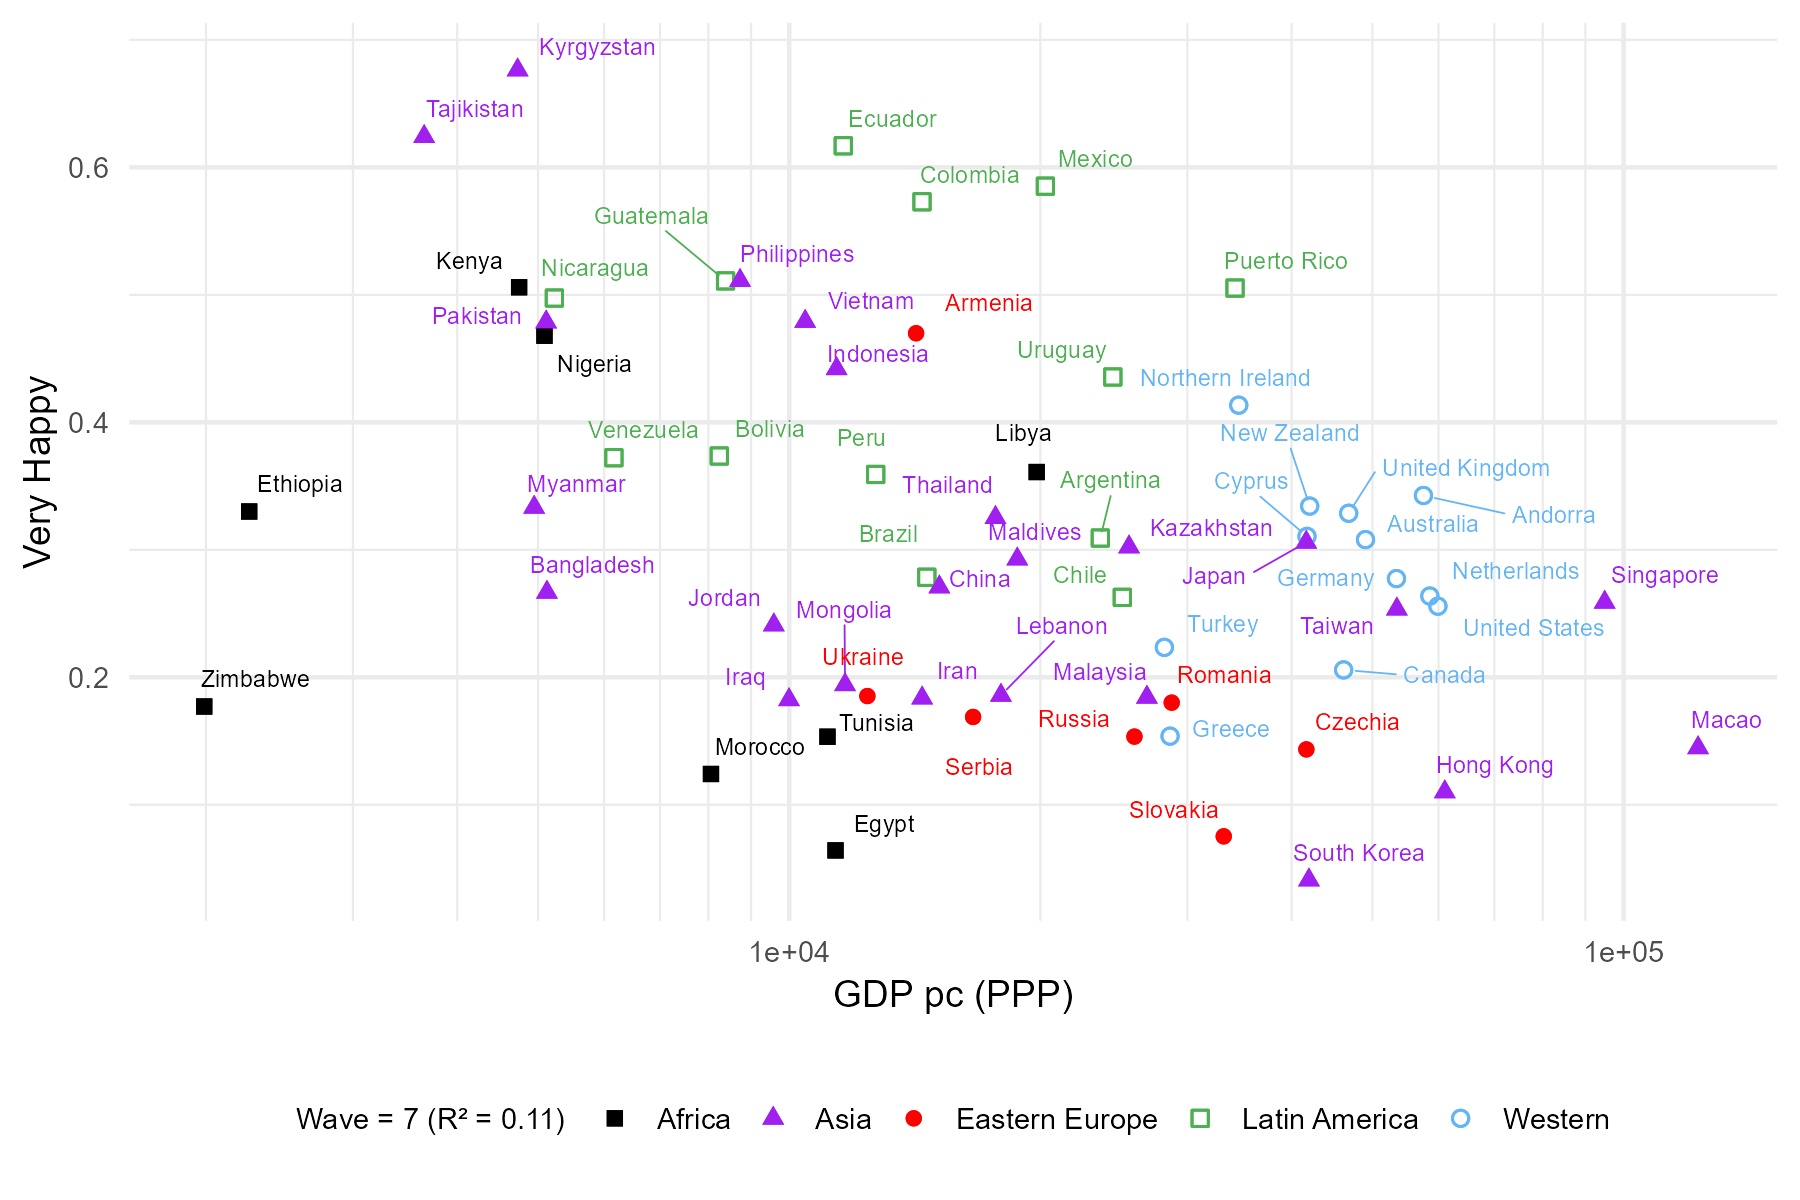 Kyrgyzstan
Tajikistan
Ecuador
Mexico
0.6
Colombia
Guatemala
Philippines
Kenya
Nicaragua
Puerto Rico
Vietnam
Armenia
Pakistan
Indonesia
Uruguay
Nigeria
Northern Ireland
0.4
Venezuela
Bolivia
Peru
Libya
New Zealand
United Kingdom
Ethiopia
Myanmar
Thailand
Argentina
Cyprus
Andorra
Australia
Very Happy
Brazil
Maldives
Kazakhstan
Bangladesh
China
Chile
Japan
Germany
Netherlands
Singapore
Jordan
Mongolia
Lebanon
Turkey
Taiwan
United States
Ukraine
0.2
Zimbabwe
Iraq
Iran
Malaysia
Romania
Canada
Tunisia
Russia
Greece
Czechia
Macao
Morocco
Serbia
Hong Kong
Slovakia
Egypt
South Korea
1e+04
1e+05
GDP pc (PPP)
Wave = 7 (R² = 0.11) Africa Asia Eastern Europe Latin America Western